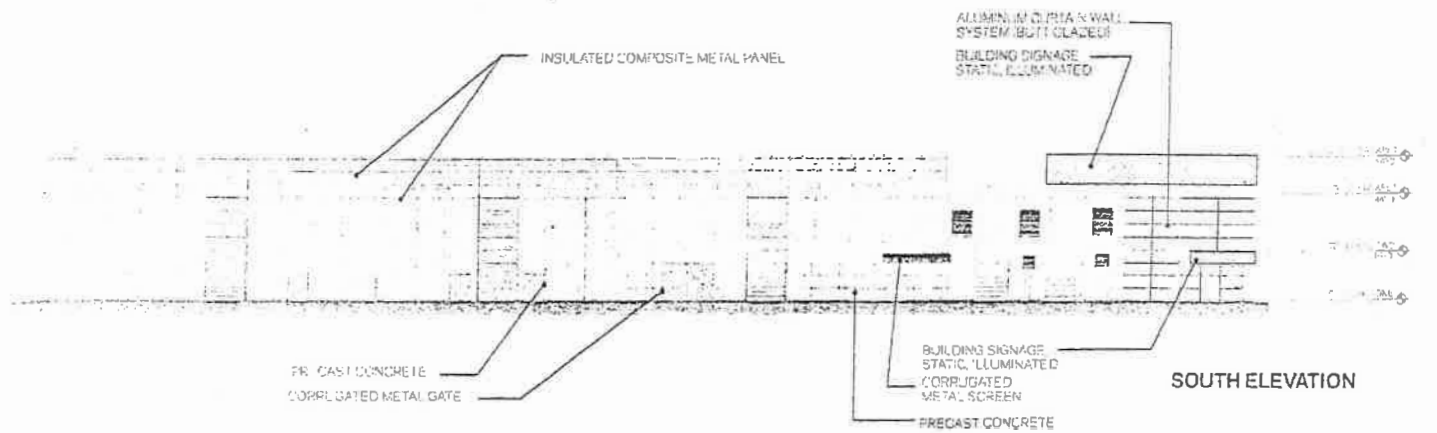 ALUMINUM CURTAIN WALL
SYSTEM (BUTT GLAZED)
BUILDING SIGNAGE
STATIC, ILLUMINATED
INSULATED COMPOSITE METAL PANEL
PRECAST CONCRETE
CORRUGATED METAL GATE
BUILDING SIGNAGE
STATIC, ILLUMINATED
CORRUGATED
METAL SCREEN
PRECAST CONCRETE
SOUTH ELEVATION